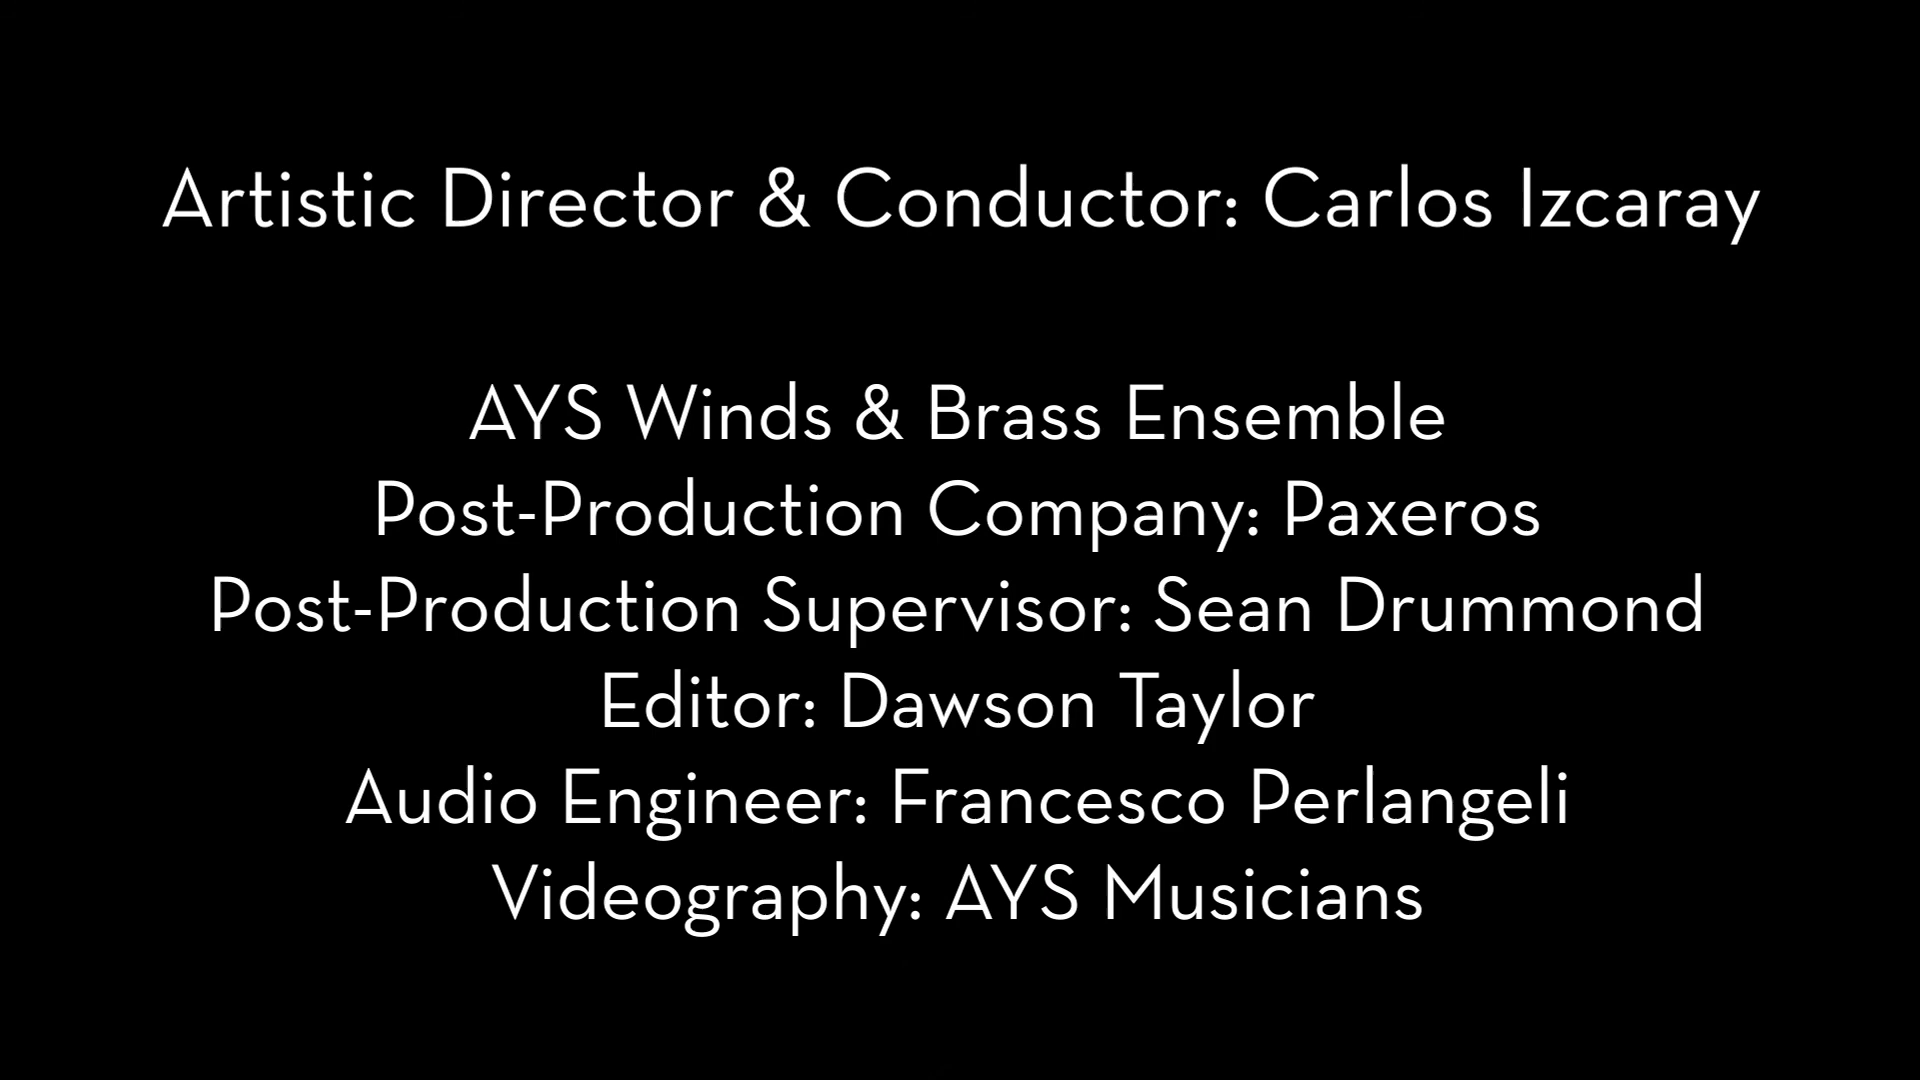 Artistic Director & Conductor: Carlos Izcaray
AYS Winds & Brass Ensemble
Post-Production Company: Paxeros
Post-Production Supervisor: Sean Drummond
Editor: Dawson Taylor
Audio Engineer: Francesco Perlangeli
Videography: AYS Musicians